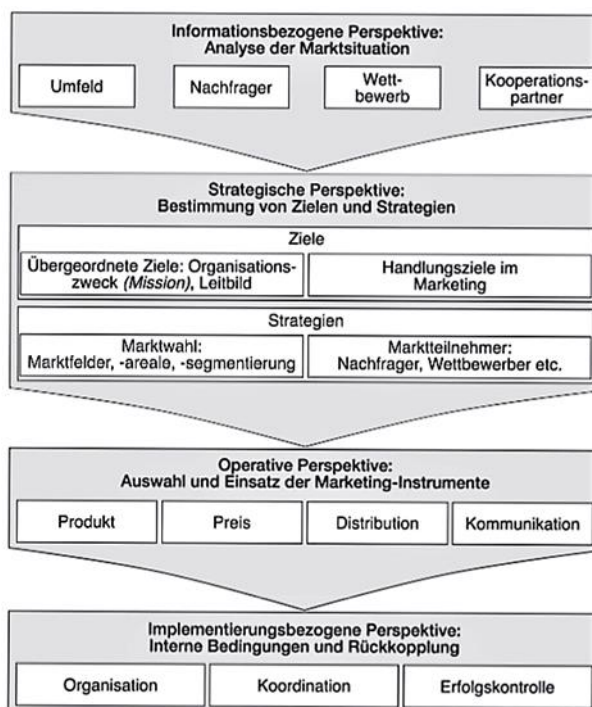 Informationsbezogene Perspektive:
Analyse der Marktsituation
Umfeld
Nachfrager
Wett-
bewerb
Kooperations-
partner
Strategische Perspektive:
Bestimmung von Zielen und Strategien
Ziele
Übergeordnete Ziele: Organisations-
zweck (Mission), Leitbild
Handlungsziele im
Marketing
Strategien
Marktwahl:
Marktfelder, -areale, -segmentierung
Marktteilnehmer:
Nachfrager, Wettbewerber etc.
Operative Perspektive:
Auswahl und Einsatz der Marketing-Instrumente
Produkt
Preis
Distribution
Kommunikation
Implementierungsbezogene Perspektive:
Interne Bedingungen und Rückkopplung
Organisation
Koordination
Erfolgskontrolle